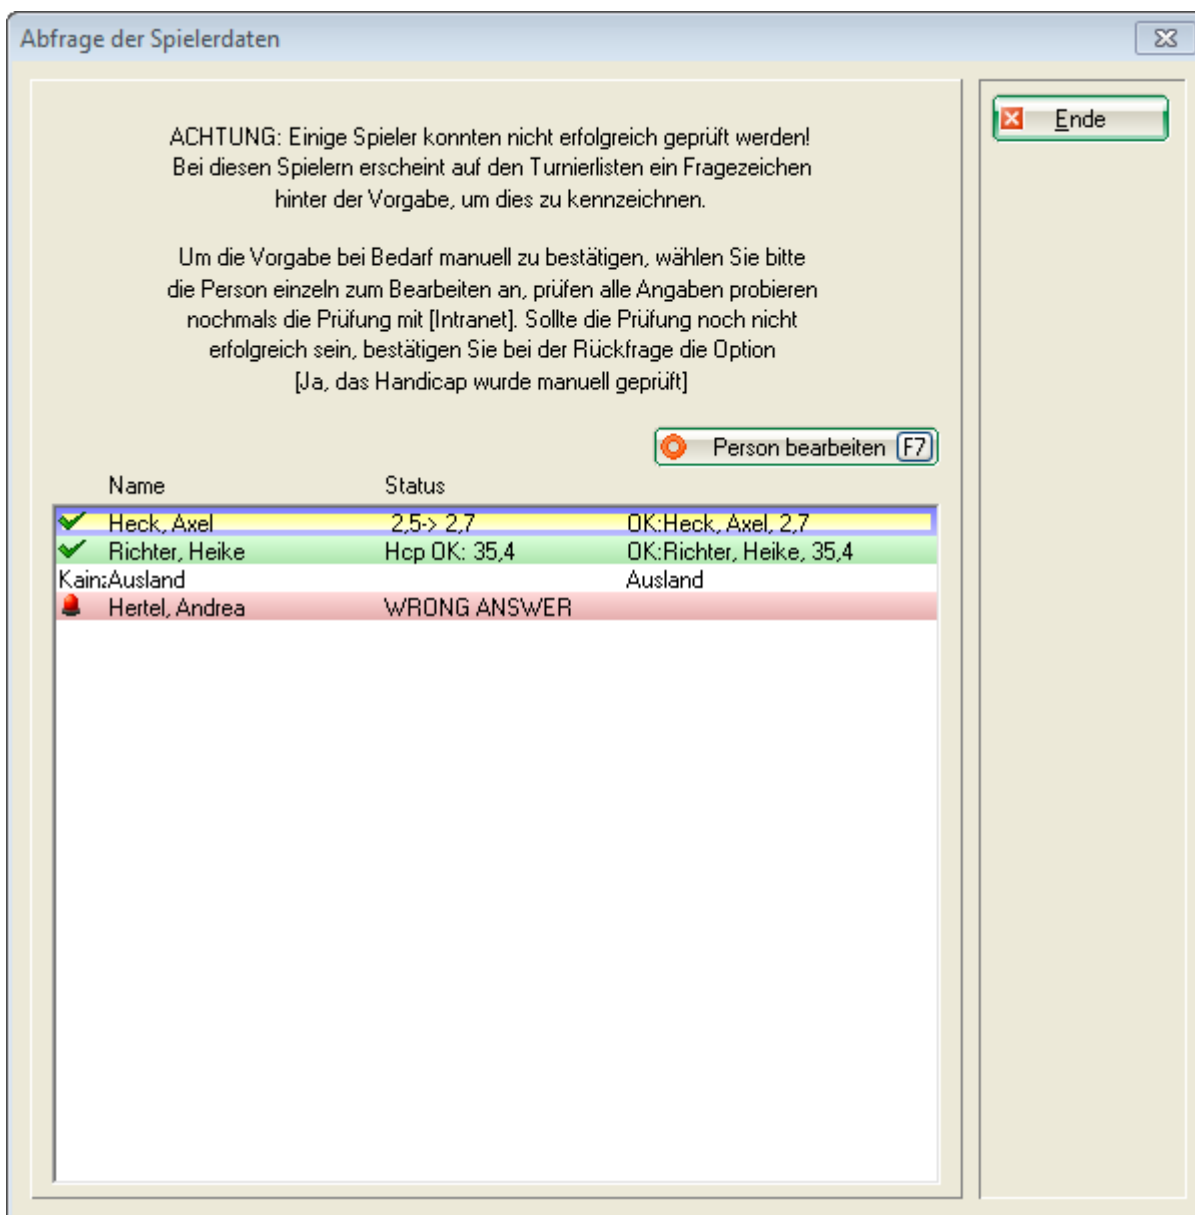 Abfrage der Spielerdaten
Ende
ACHTUNG: Einige Spieler konnten nicht erfolgreich geprüft werden!
Bei diesen Spielern erscheint auf den Turnierlisten ein Fragezeichen
hinter der Vorgabe, um dies zu kennzeichnen.
Um die Vorgabe bei Bedarf manuell zu bestätigen, wählen Sie bitte
die Person einzeln zum Bearbeiten an, prüfen alle Angaben probieren
nochmals die Prüfung mit [Intranet]. Sollte die Prüfung noch nicht
erfolgreich sein, bestätigen Sie bei der Rückfrage die Option
[Ja, das Handicap wurde manuell geprüft]
Person bearbeiten F7
Name Status
Heck, Axel 2,5-> 2,7 OK:Heck, Axel, 2,7
Richter, Heike Hcp OK: 35,4 OK:Richter, Heike, 35,4
Kainz Ausland Ausland
Hertel, Andrea WRONG ANSWER